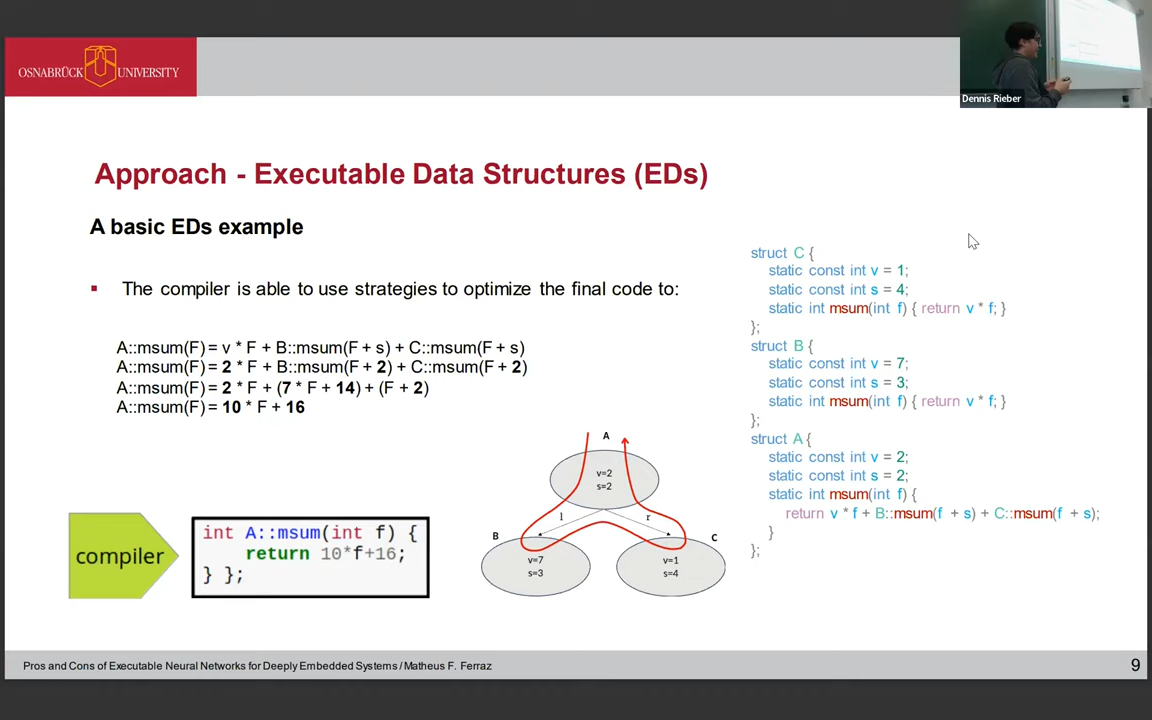 OSNABRÜCK UNIVERSITY
Dennis Rieber
Approach - Executable Data Structures (EDs)
A basic EDs example
The compiler is able to use strategies to optimize the final code to:
A::msum(F) = v * F + B::msum(F + s) + C::msum(F + s)
A::msum(F) = 2 * F + B::msum(F + 2) + C::msum(F + 2)
A::msum(F) = 2 * F + (7 * F + 14) + (F + 2)
A::msum(F) = 10 * F + 16
compiler
int A::msum(int f) {
return 10*f+16;
} };
A
v=2
s=2
l
r
B
C
v=7
s=3
v=1
s=4
struct C {
static const int v = 1;
static const int s = 4;
static int msum(int f) { return v * f; }
};
struct B {
static const int v = 7;
static const int s = 3;
static int msum(int f) { return v * f; }
};
struct A {
static const int v = 2;
static const int s = 2;
static int msum(int f) {
return v * f + B::msum(f + s) + C::msum(f + s);
}
};
Pros and Cons of Executable Neural Networks for Deeply Embedded Systems / Matheus F. Ferraz
9